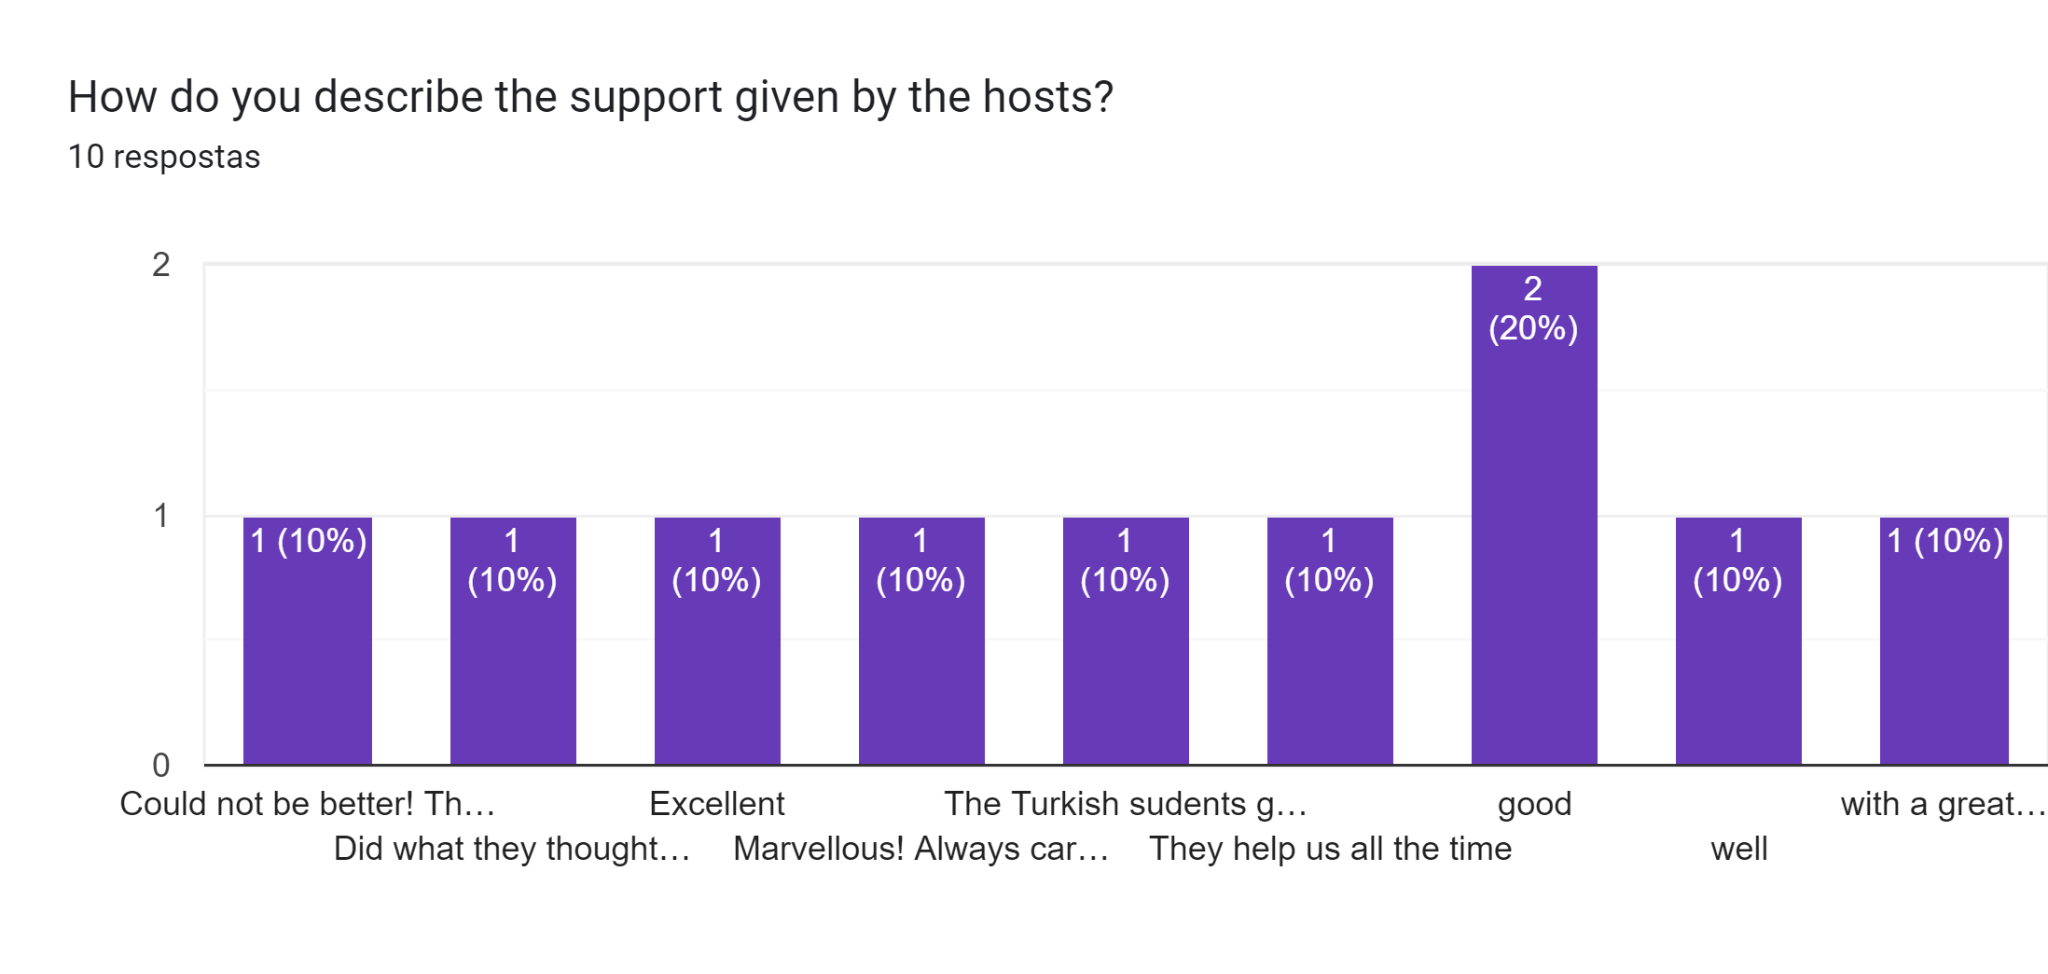 How do you describe the support given by the hosts?
10 respostas
2
1
0
1 (10%)
1
(10%)
1
(10%)
1
(10%)
1
(10%)
1
(10%)
2
(20%)
1
(10%)
1 (10%)
Could not be better! Th…
Did what they thought…
Excellent
Marvellous! Always car…
The Turkish sudents g…
They help us all the time
good
well
with a great…